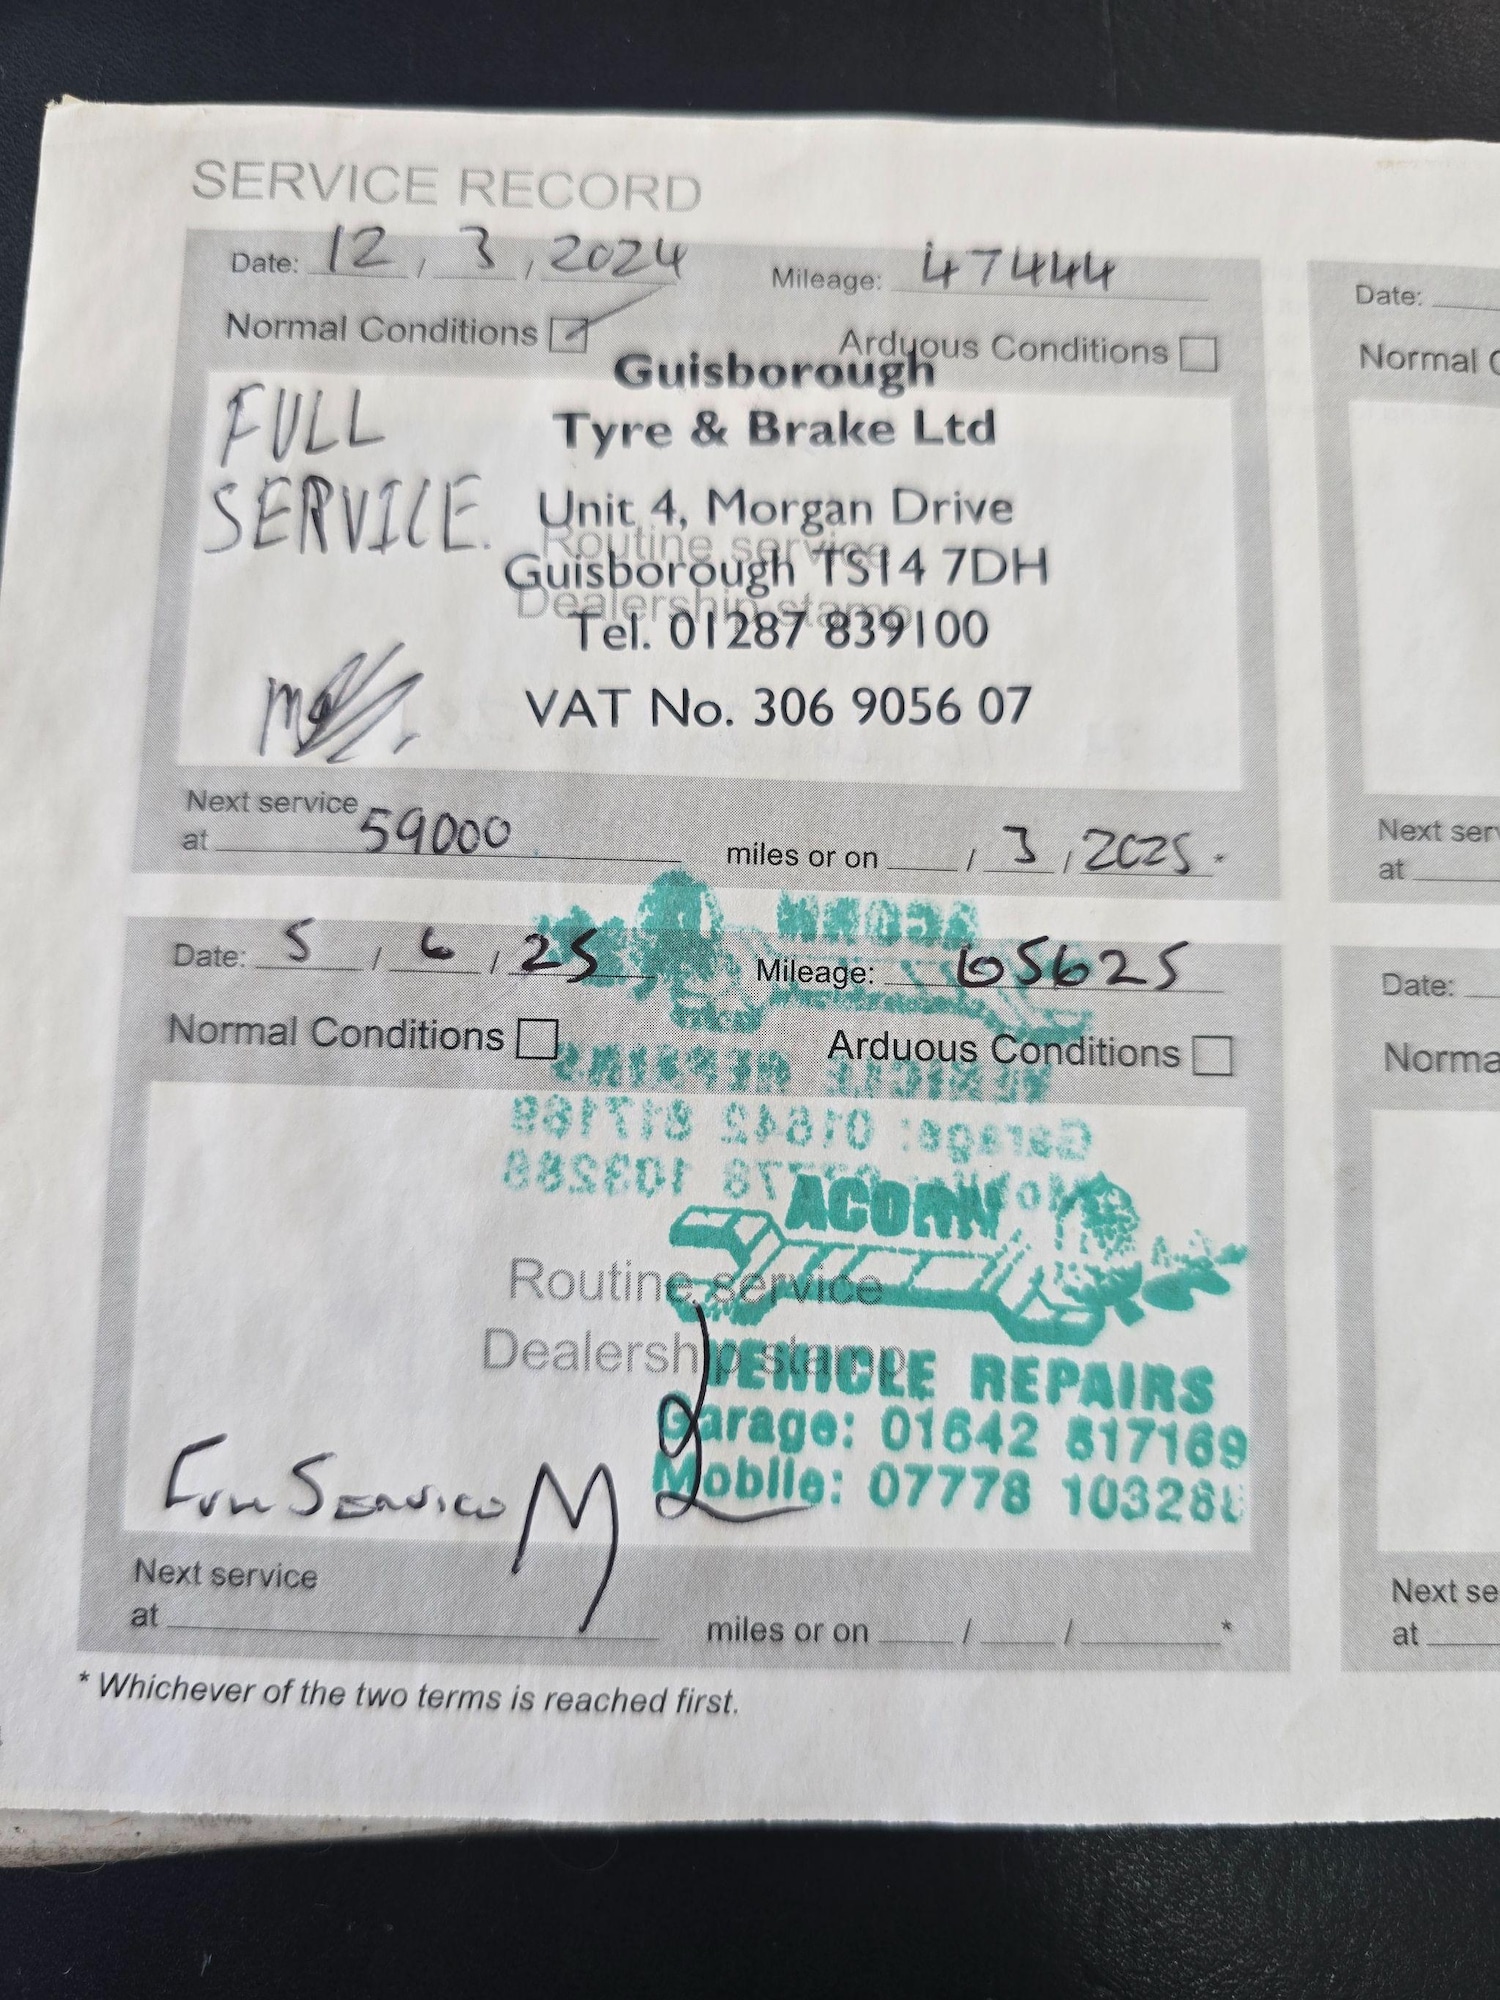 SERVICE RECORD
Date: 12 / 3 / 2024 Mileage: 47444
Normal Conditions Arduous Conditions
FULL
SERVICE.
Guisborough
Tyre & Brake Ltd
Unit 4, Morgan Drive
Routine service
Guisborough TS14 7DH
Dealership stamp
Tel. 01287 839100
VAT No. 306 9056 07
Next service
at 59000 miles or on / 3 / 2025 *
Date: 5 / 6 / 25 Mileage: 65625
Normal Conditions Arduous Conditions
ACORN
Routine service
Dealership stamp
VEHICLE REPAIRS
Garage: 01642 817169
Mobile: 07778 103288
Full Service
Next service
at miles or on / / *
* Whichever of the two terms is reached first.
Date:
Normal
Next
at
Date:
Norma
Next se
at